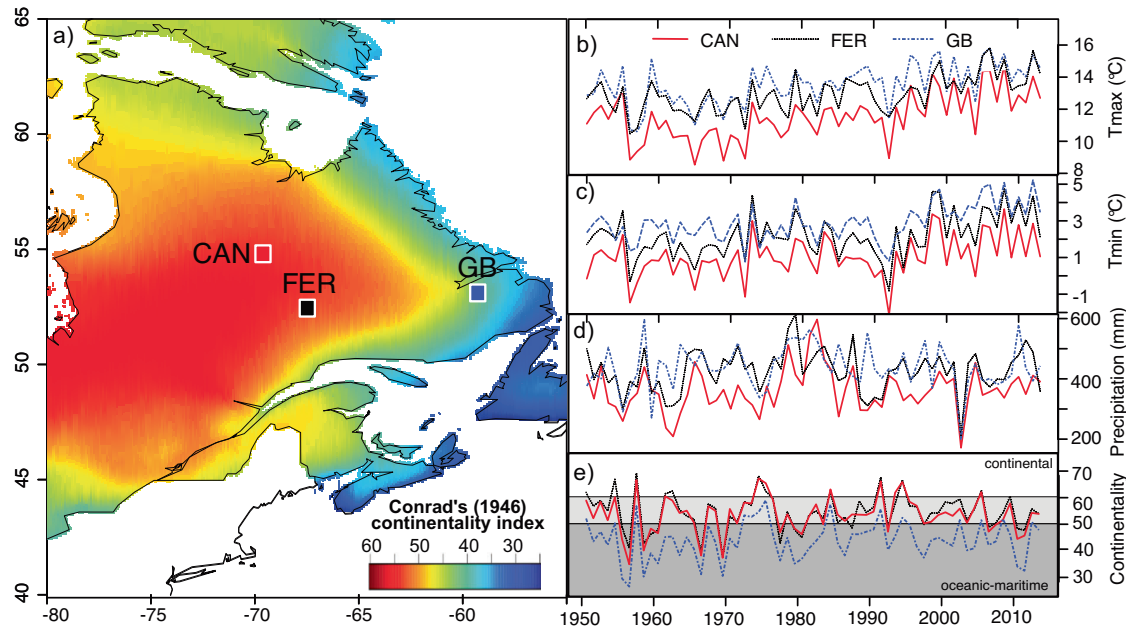 a)
65
60
55
50
45
40
-80
-75
-70
-65
-60
CAN
FER
GB
Conrad's (1946)
continentality index
60 50 40 30
b)
CAN FER GB
16
14
12
10
8
Tmax (°C)
c)
5
3
1
-1
Tmin (°C)
d)
600
400
200
Precipitation (mm)
e)
continental
oceanic-maritime
70
60
50
40
30
Continentality
1950 1960 1970 1980 1990 2000 2010